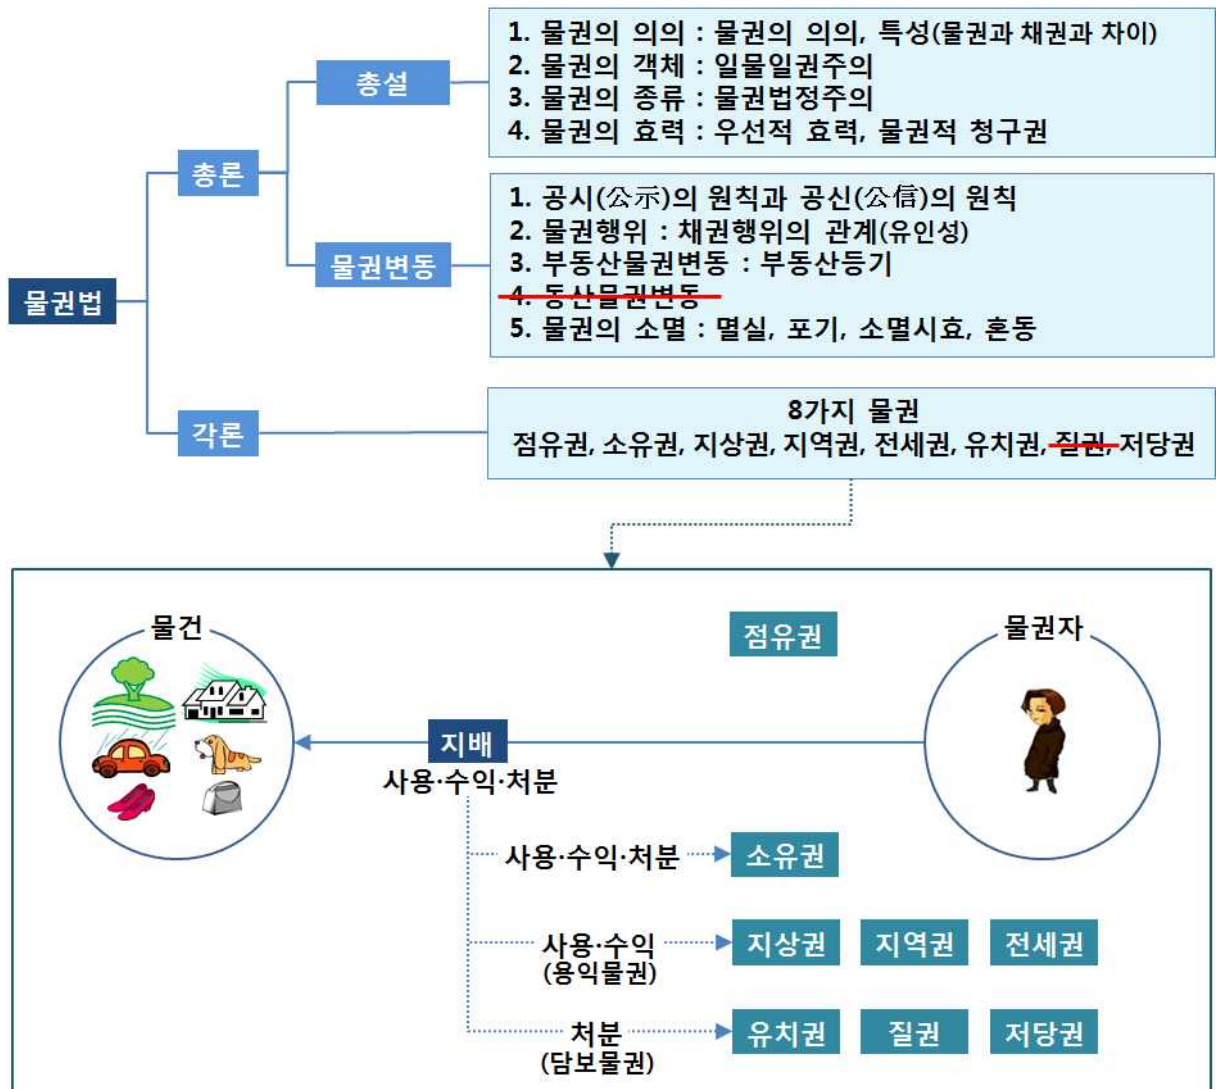 1. 물권의 의의 : 물권의 의의, 특성(물권과 채권과 차이)
2. 물권의 객체 : 일물일권주의
3. 물권의 종류 : 물권법정주의
4. 물권의 효력 : 우선적 효력, 물권적 청구권
총설
총론
1. 공시(公示)의 원칙과 공신(公信)의 원칙
2. 물권행위 : 채권행위의 관계(유인성)
3. 부동산물권변동 : 부동산등기
4. 동산물권변동
5. 물권의 소멸 : 멸실, 포기, 소멸시효, 혼동
물권변동
물권법
각론
8가지 물권
점유권, 소유권, 지상권, 지역권, 전세권, 유치권, 질권, 저당권
물건
점유권
물권자
지배
사용·수익·처분
사용·수익·처분
소유권
사용·수익
(용익물권)
지상권
지역권
전세권
처분
(담보물권)
유치권
질권
저당권